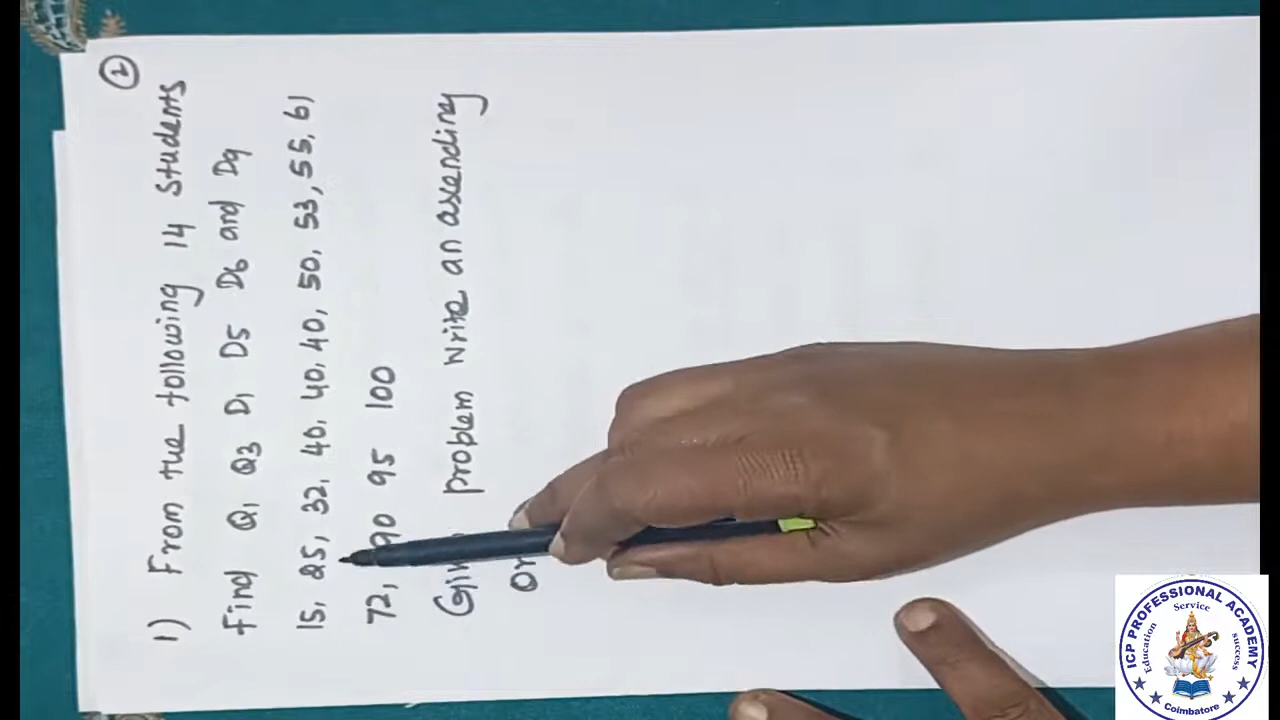 ②
1) From the following 14 Students
Find Q1 Q3 D1 D5 D6 and D9
15, 25, 32, 40, 40, 40, 50, 53, 55, 61
72, 90 95 100
problem write an ascending
ICP PROFESSIONAL ACADEMY
Service
Education
success
Coimbatore